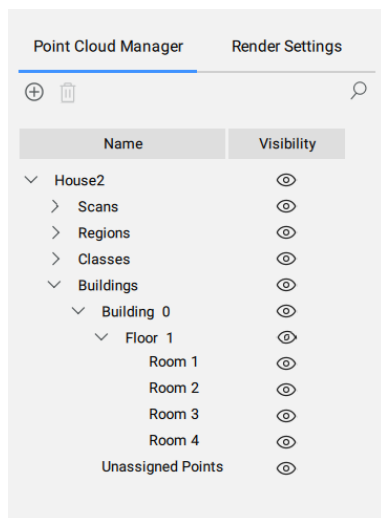 Point Cloud Manager Render Settings
Name Visibility
House2
Scans
Regions
Classes
Buildings
Building 0
Floor 1
Room 1
Room 2
Room 3
Room 4
Unassigned Points